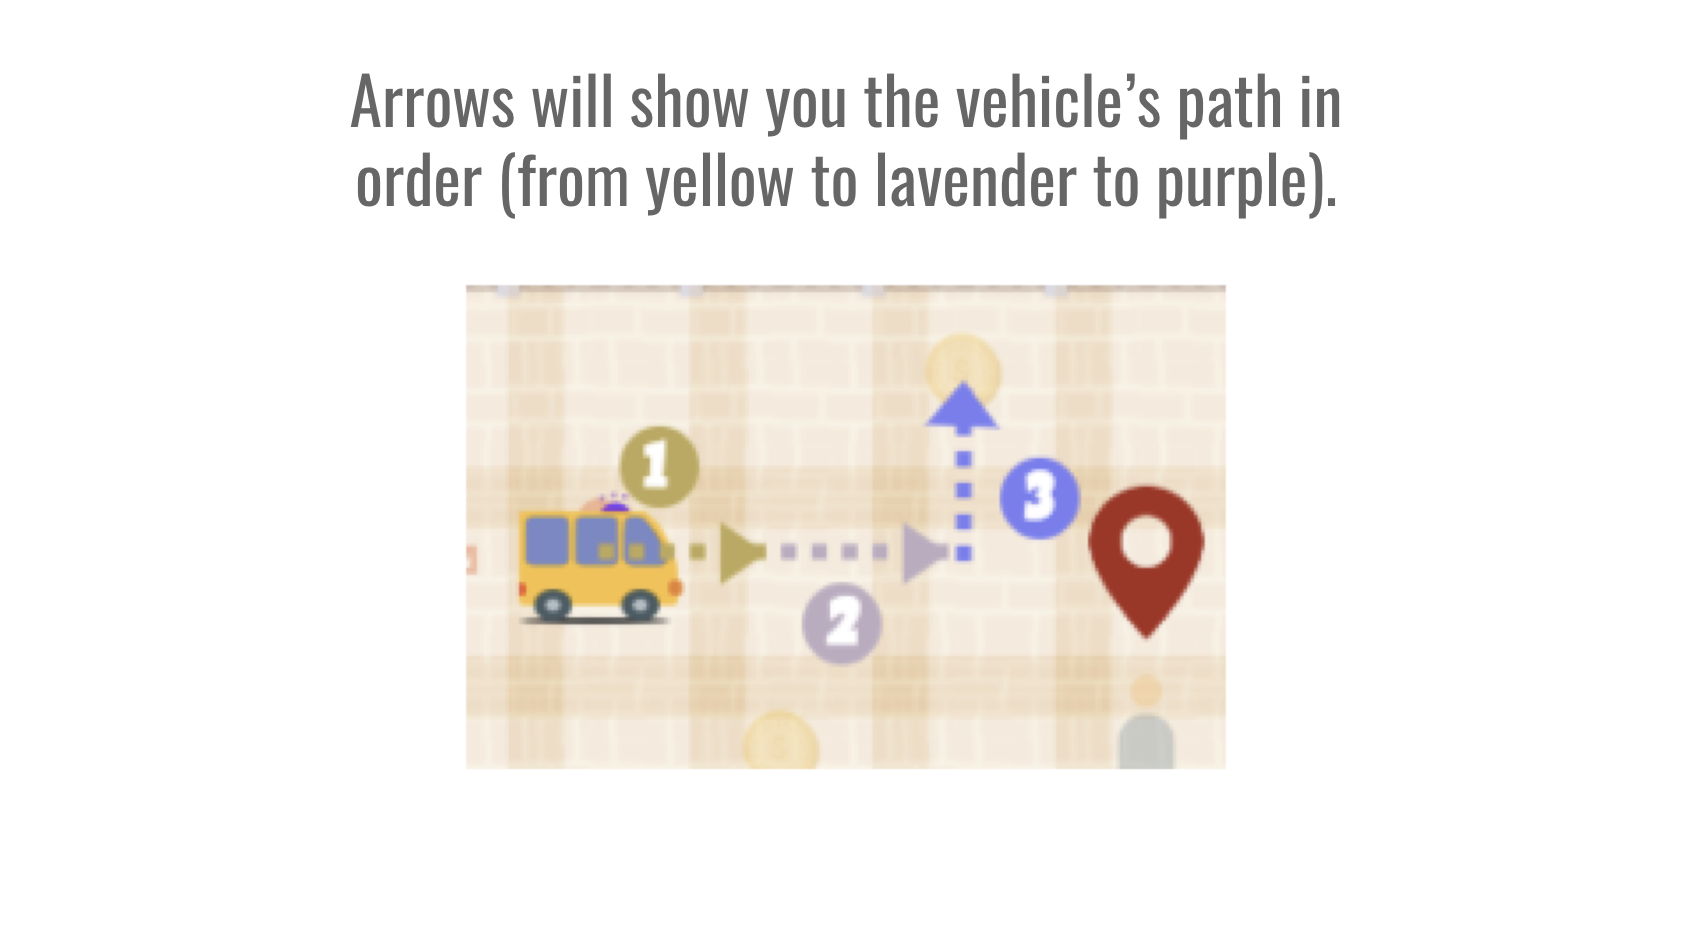 Arrows will show you the vehicle’s path in
order (from yellow to lavender to purple).
1
3
2